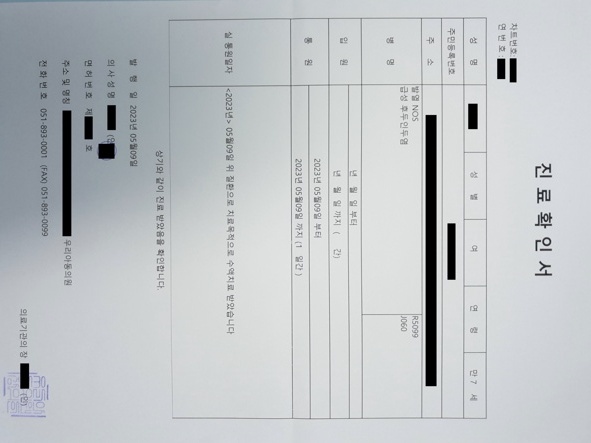 차트번호
연 번호
진료확인서
성 명 성 별 여 연 령 만 7 세
주민등록번호
주 소
병 명 발열 NOS R5099
급성 후두인두염 J060
입 원 년 월 일 부터
년 월 일 까지 ( 간)
통 원 2023년 05월09일 부터
2023년 05월09일 까지 (1 일간)
실 통원일자 <2023년> 05월09일 위 질환으로 치료목적으로 수액치료 받았습니다
상기와 같이 진료 받았음을 확인합니다.
발 행 일 2023년 05월09일
의 사 성 명
면 허 번 호 제 호
주소 및 명칭 우리아동의원
전 화 번 호 051-893-0001 (FAX) 051-893-0099
의료기관의 장 (인)